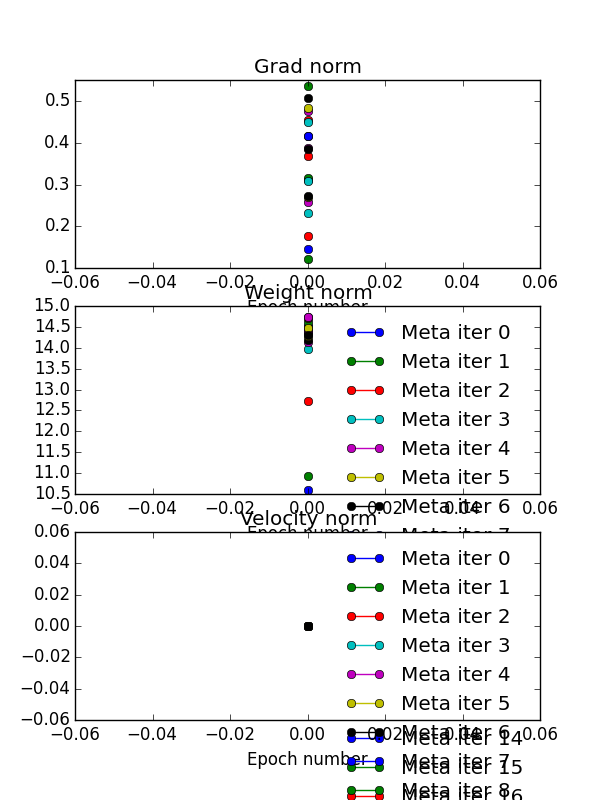 Grad norm
0.5
0.4
0.3
0.2
0.1
−0.06 −0.04 −0.02 0.00 0.02 0.04 0.06
Epoch number
Weight norm
15.0
14.5
14.0
13.5
13.0
12.5
12.0
11.5
11.0
10.5
−0.06 −0.04 −0.02 0.00 0.02 0.04 0.06
Meta iter 0
Meta iter 1
Meta iter 2
Meta iter 3
Meta iter 4
Meta iter 5
Meta iter 6
Meta iter 7
Epoch number
Velocity norm
0.06
0.04
0.02
0.00
−0.02
−0.04
−0.06
−0.06 −0.04 −0.02 0.00 0.02 0.04 0.06
Epoch number
Meta iter 0
Meta iter 1
Meta iter 2
Meta iter 3
Meta iter 4
Meta iter 5
Meta iter 6
Meta iter 14
Meta iter 7
Meta iter 15
Meta iter 8
Meta iter 16